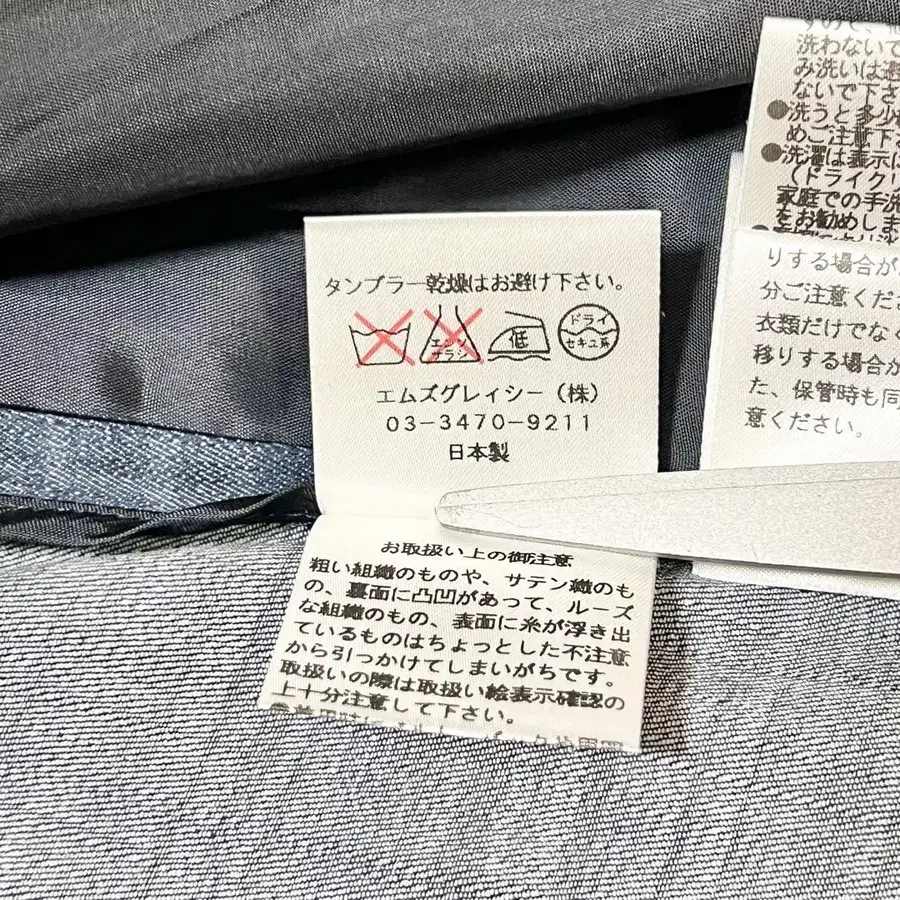 タンブラー乾燥はお避け下さい。
エンソ
サラシ
低
ドライ
セキユ系
エムズグレイシー（株）
03-3470-9211
日本製
お取扱い上の御注意
粗い組織のものや、サテン織のも
の、裏面に凸凹があって、ルーズ
な組織のもの、表面に糸が浮き出
ているものはちょっとした不注意
から引っかけてしまいがちです。
取扱いの際は取扱い絵表示確認の
上十分注意して下さい。
洗わないで
み洗いは避
ないで下さ
●洗うと多少
めご注意下
●洗濯は表示に
（ドライクリ
家庭での手洗
をお勧めしま
りする場合が
分ご注意くださ
衣類だけでなく
移りする場合が
た、保管時も同
意ください。